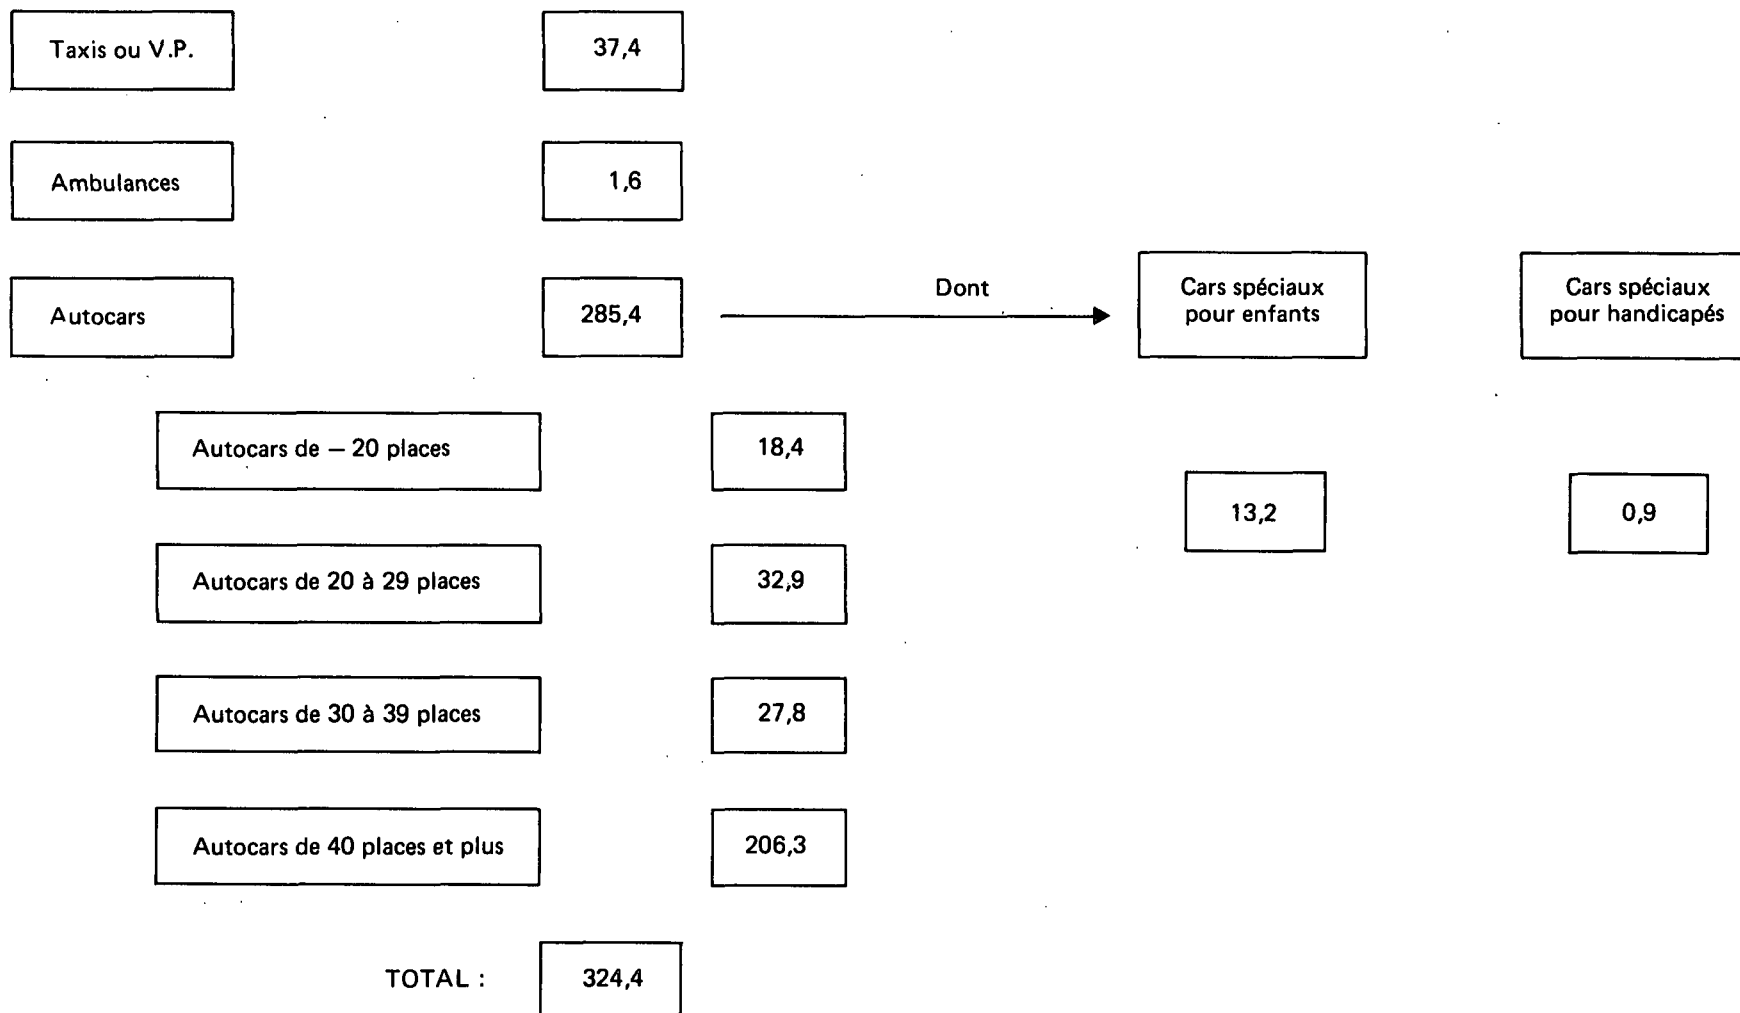 Taxis ou V.P.
37,4
Ambulances
1,6
Autocars
285,4
Dont
Cars spéciaux
pour enfants
Cars spéciaux
pour handicapés
Autocars de — 20 places
18,4
13,2
0,9
Autocars de 20 à 29 places
32,9
Autocars de 30 à 39 places
27,8
Autocars de 40 places et plus
206,3
TOTAL :
324,4